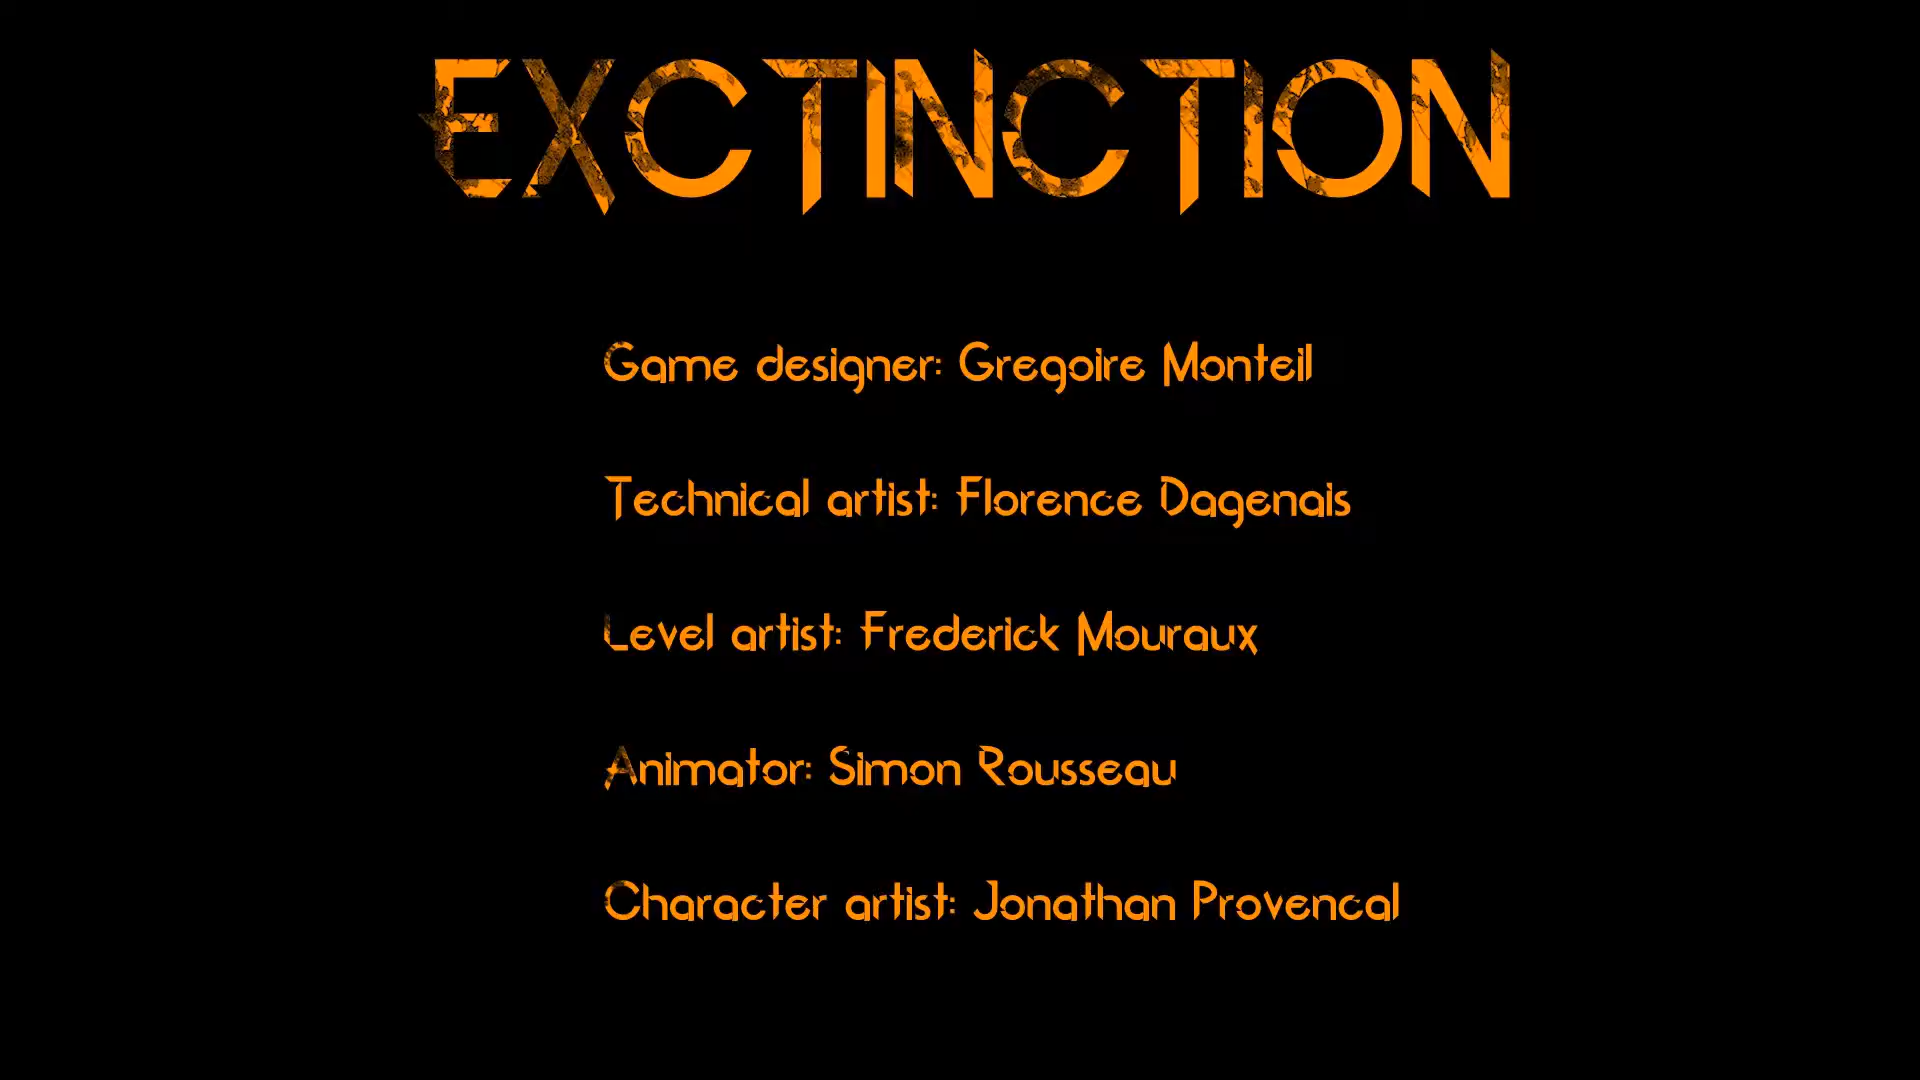 EXCTINCTION
Game designer: Gregoire Monteil
Technical artist: Florence Dagenais
Level artist: Frederick Mouraux
Animator: Simon Rousseau
Character artist: Jonathan Provencal